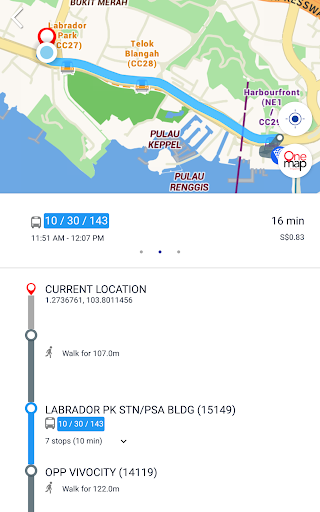 BUKIT MERAH
Labrador
Park
(CC27)
Telok
Blangah
(CC28)
Harbourfront
(NE1
CC29
PULAU
KEPPEL
PULAU
RENGGIS
One
map
10 / 30 / 143
16 min
11:51 AM - 12:07 PM
S$0.83
CURRENT LOCATION
1.2736761, 103.8011456
Walk for 107.0m
LABRADOR PK STN/PSA BLDG (15149)
10 / 30 / 143
7 stops (10 min)
OPP VIVOCITY (14119)
Walk for 122.0m